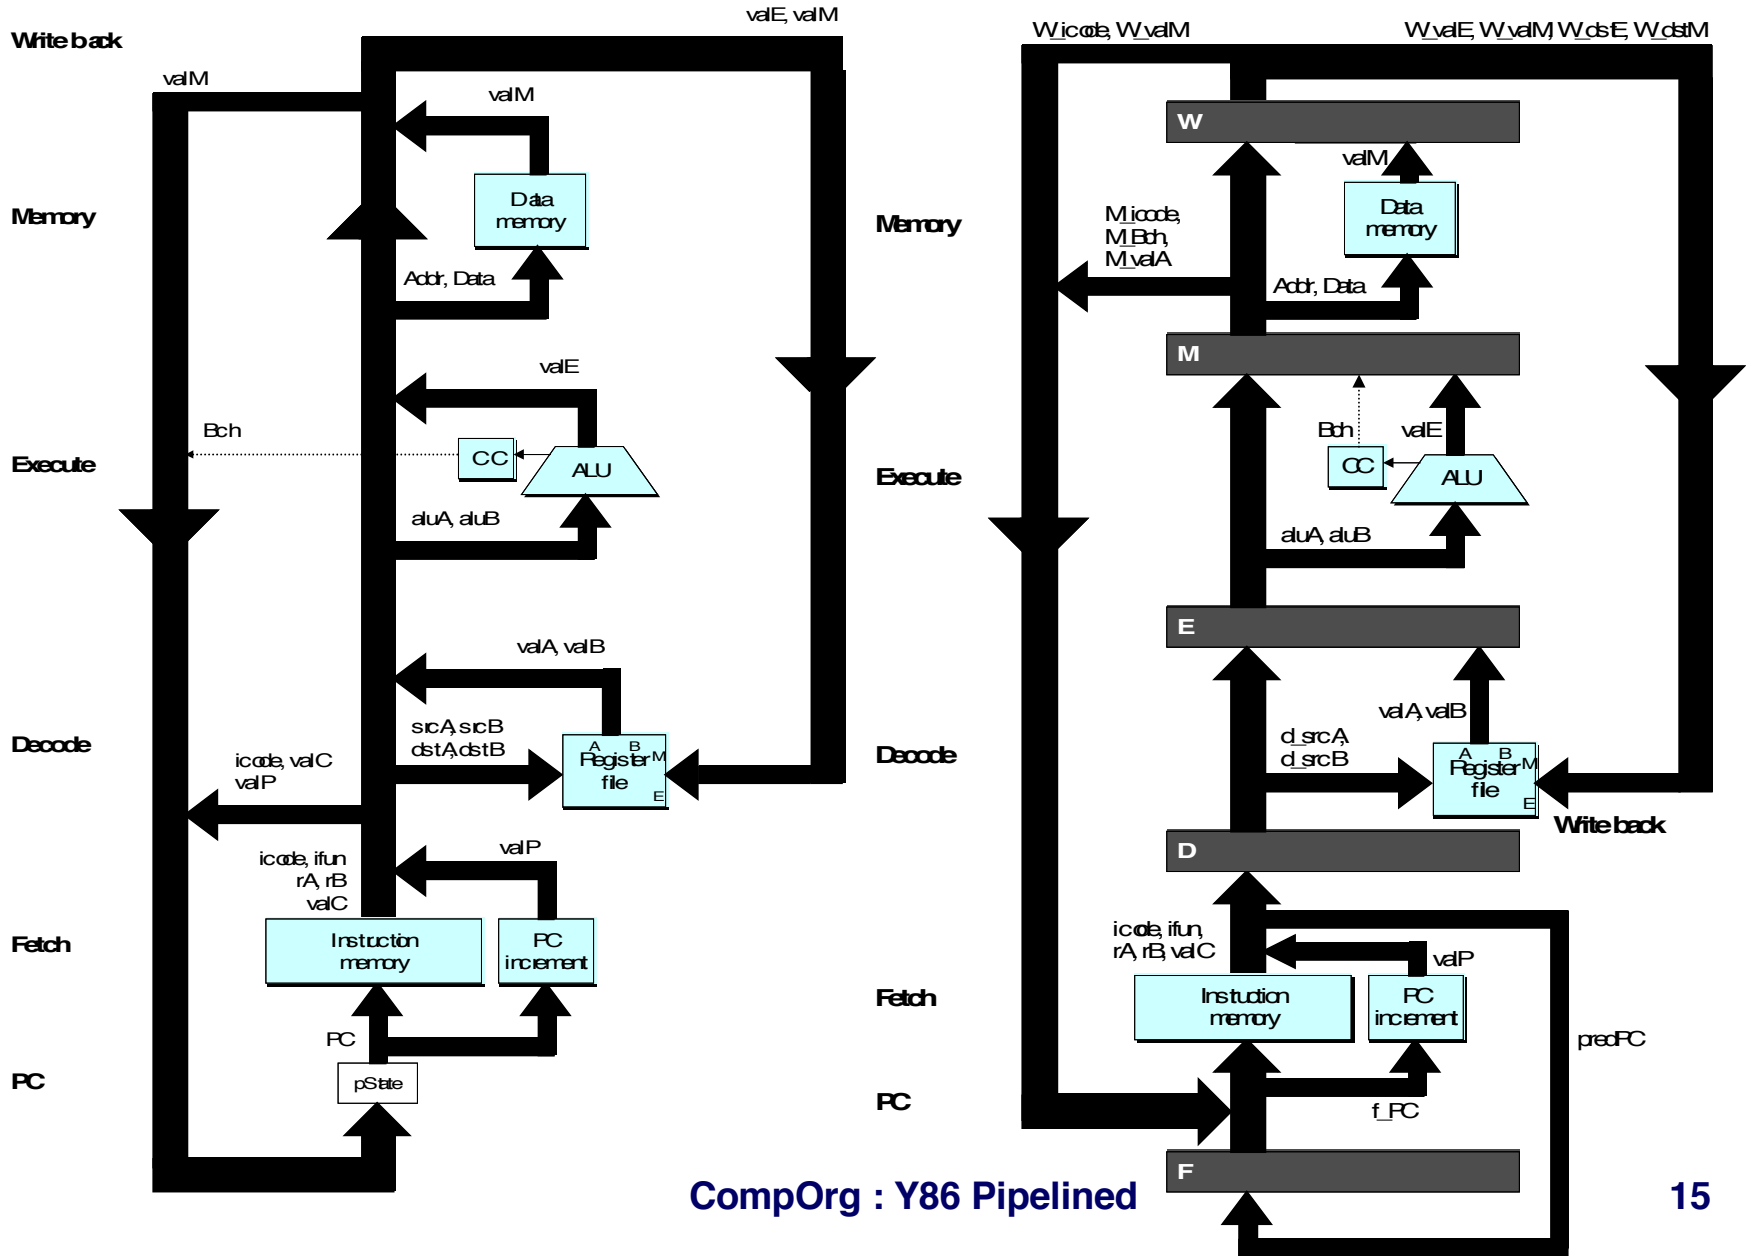 Write back
valE, valM
valM
valM
Data
memory
Memory
Addr, Data
valE
Bch
CC
ALU
Execute
aluA, aluB
valA, valB
srcA, srcB
dstA, dstB
A B
Register
file
M
E
Decode
icode, valC
valP
valP
icode, ifun
rA, rB
valC
Instruction
memory
PC
increment
Fetch
PC
pState
PC
W_icode, W_valM
W_valE, W_valM, W_dstE, W_dstM
W
valM
Data
memory
Memory
M_icode,
M_Bch,
M_valA
Addr, Data
M
Bch
valE
CC
ALU
Execute
aluA, aluB
E
valA, valB
d_srcA,
d_srcB
A B
Register
file
M
E
Decode
Write back
D
icode, ifun,
rA, rB, valC
valP
Instruction
memory
PC
increment
Fetch
predPC
PC
f_PC
F
CompOrg : Y86 Pipelined
15